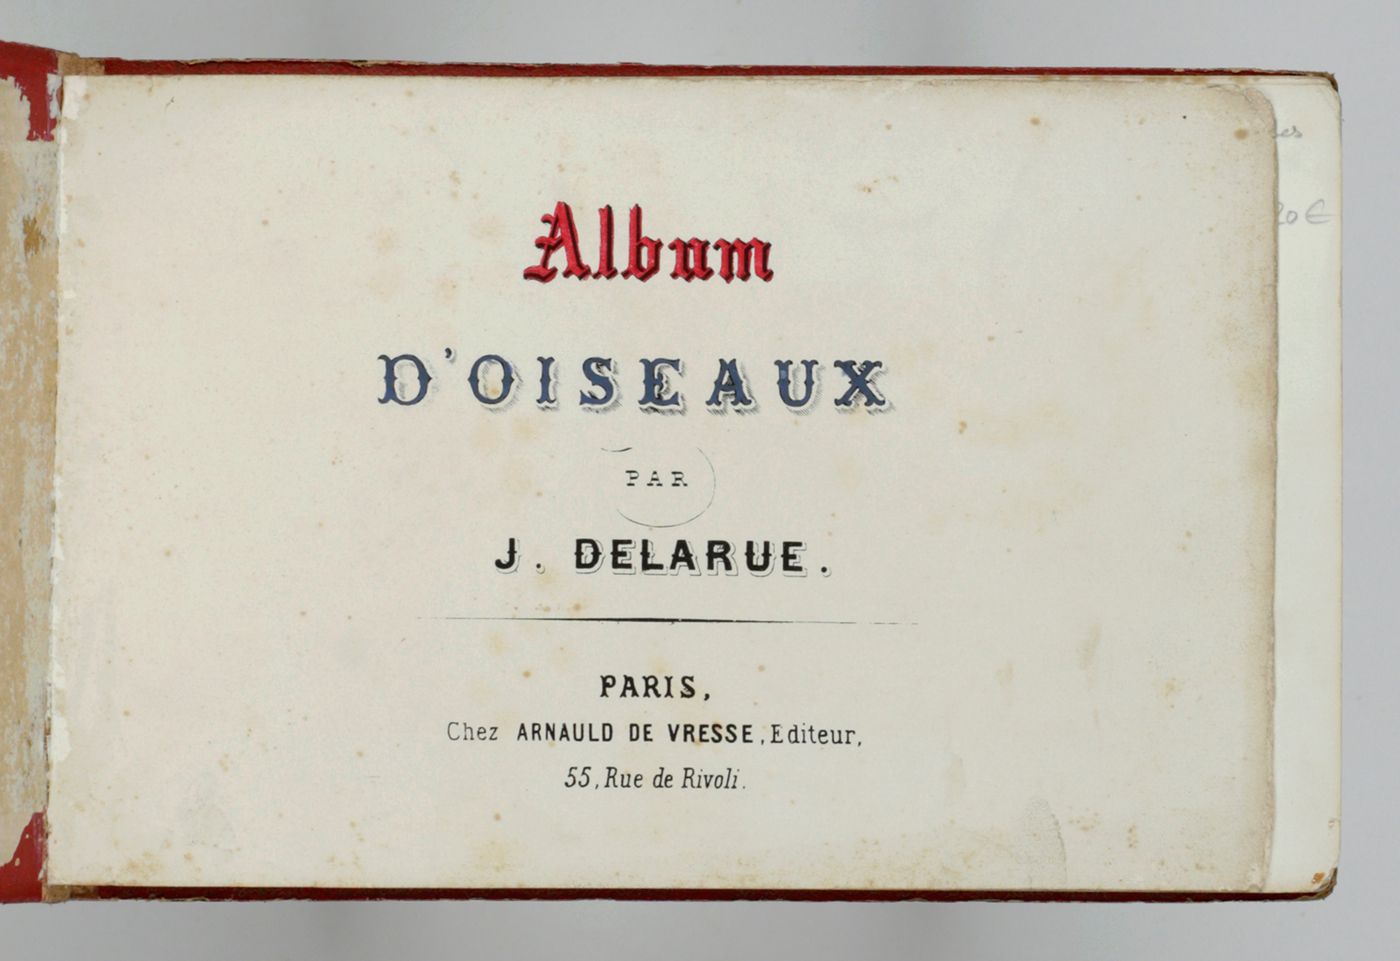 Album
D'OISEAUX
PAR
J. DELARUE.
PARIS,
Chez ARNAULD DE VRESSE, Editeur,
55, Rue de Rivoli.